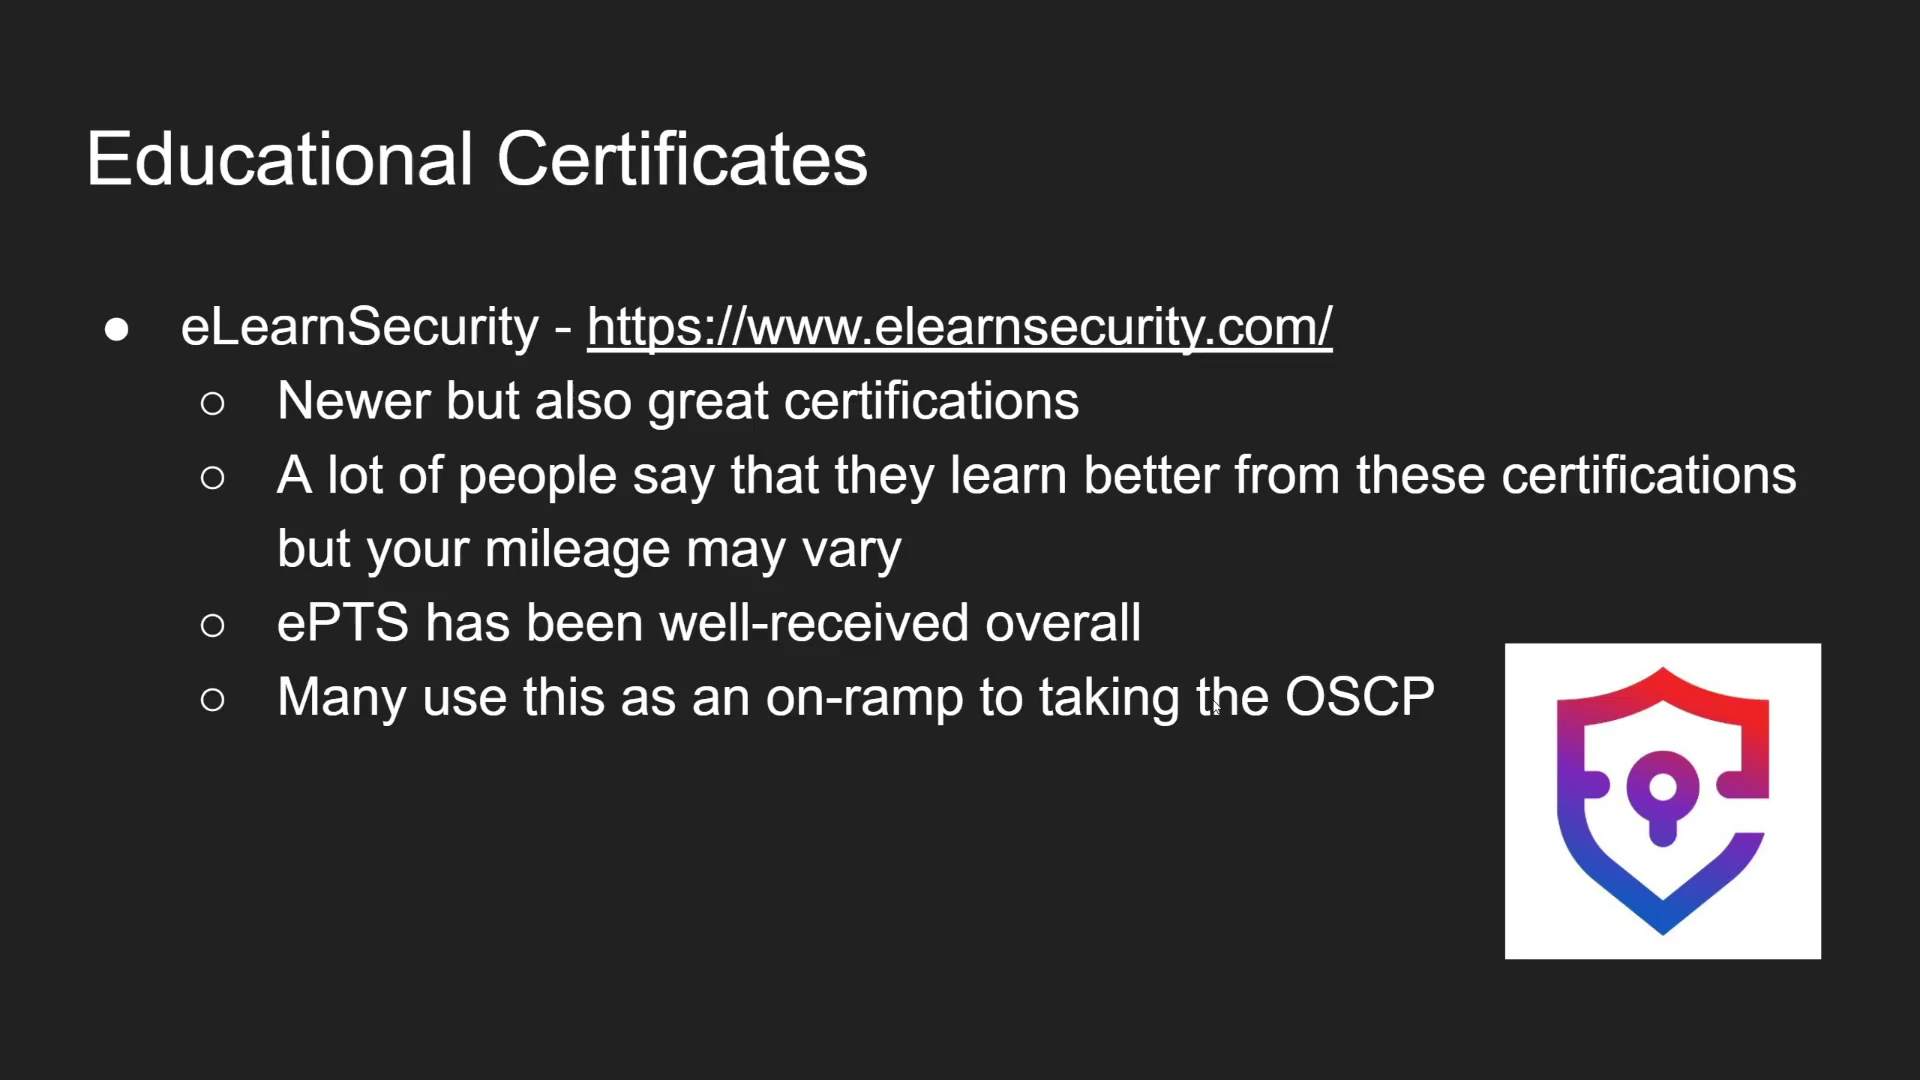 Educational Certificates
● eLearnSecurity - https://www.elearnsecurity.com/
○ Newer but also great certifications
○ A lot of people say that they learn better from these certifications
but your mileage may vary
○ ePTS has been well-received overall
○ Many use this as an on-ramp to taking the OSCP